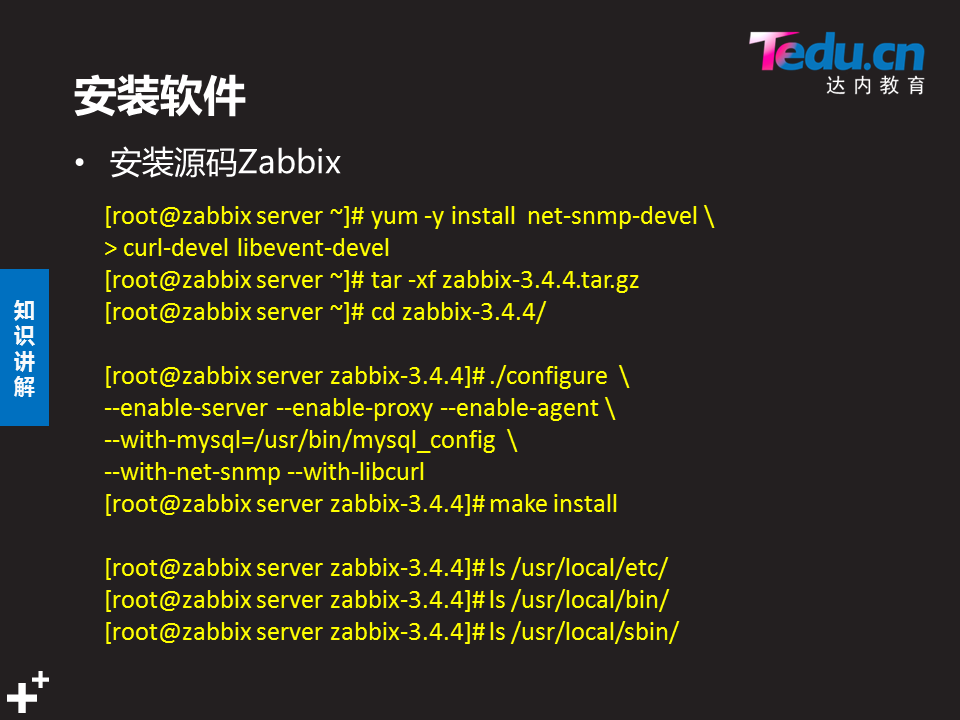 Tedu.cn
达内教育
安装软件
• 安装源码Zabbix
[root@zabbix server ~]# yum -y install  net-snmp-devel \
> curl-devel libevent-devel
[root@zabbix server ~]# tar -xf zabbix-3.4.4.tar.gz
[root@zabbix server ~]# cd zabbix-3.4.4/
[root@zabbix server zabbix-3.4.4]# ./configure  \
--enable-server --enable-proxy --enable-agent \
--with-mysql=/usr/bin/mysql_config  \
--with-net-snmp --with-libcurl
[root@zabbix server zabbix-3.4.4]# make install
[root@zabbix server zabbix-3.4.4]# ls /usr/local/etc/
[root@zabbix server zabbix-3.4.4]# ls /usr/local/bin/
[root@zabbix server zabbix-3.4.4]# ls /usr/local/sbin/
知识讲解